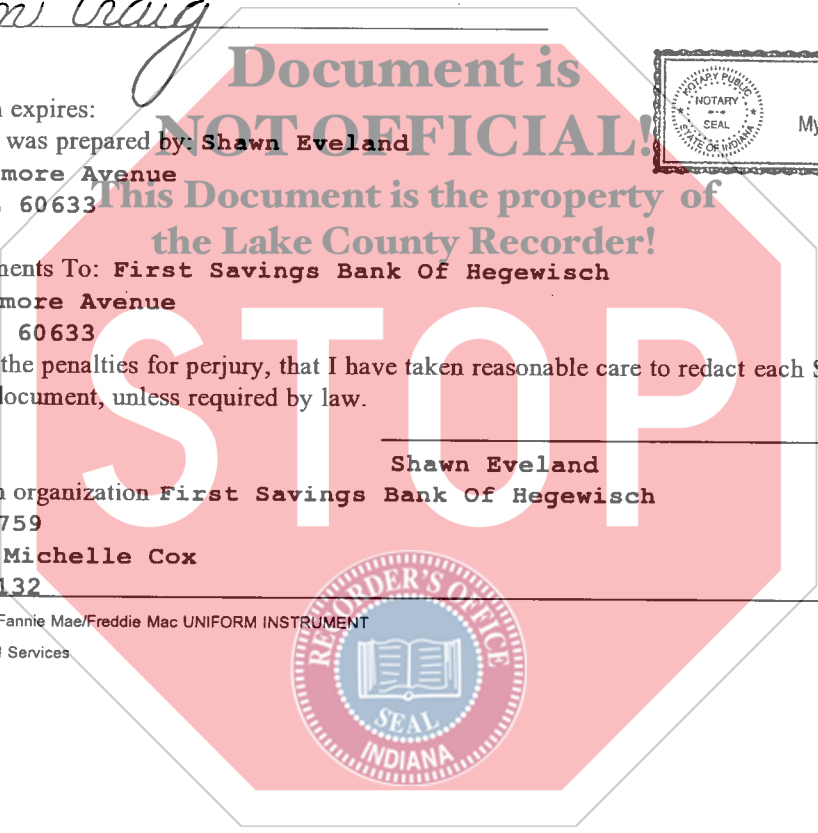 Craig
Document is
expires:
NOT OFFICIAL!
was prepared by: Shawn Eveland
NOTARY PUBLIC
NOTARY
SEAL
STATE OF INDIANA
My
more Avenue
60633
This Document is the property of
the Lake County Recorder!
ments To: First Savings Bank Of Hegewisch
more Avenue
60633
the penalties for perjury, that I have taken reasonable care to redact each S
document, unless required by law.
STOP
Shawn Eveland
organization First Savings Bank Of Hegewisch
759
Michelle Cox
132
Fannie Mae/Freddie Mac UNIFORM INSTRUMENT
Services
RECORDER'S OFFICE
SEAL
INDIANA